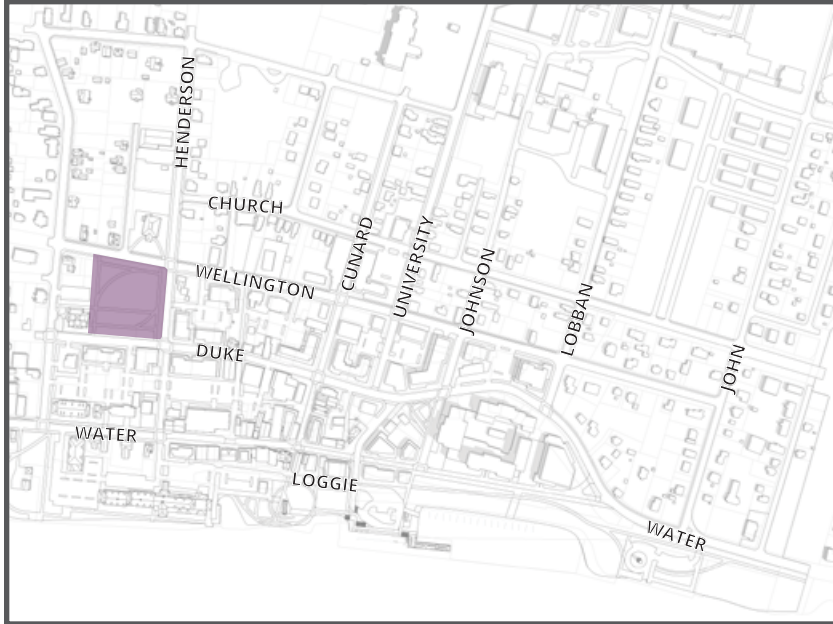 HENDERSON
CHURCH
CUNARD
UNIVERSITY
WELLINGTON
JOHNSON
LOBBAN
DUKE
JOHN
WATER
LOGGIE
WATER